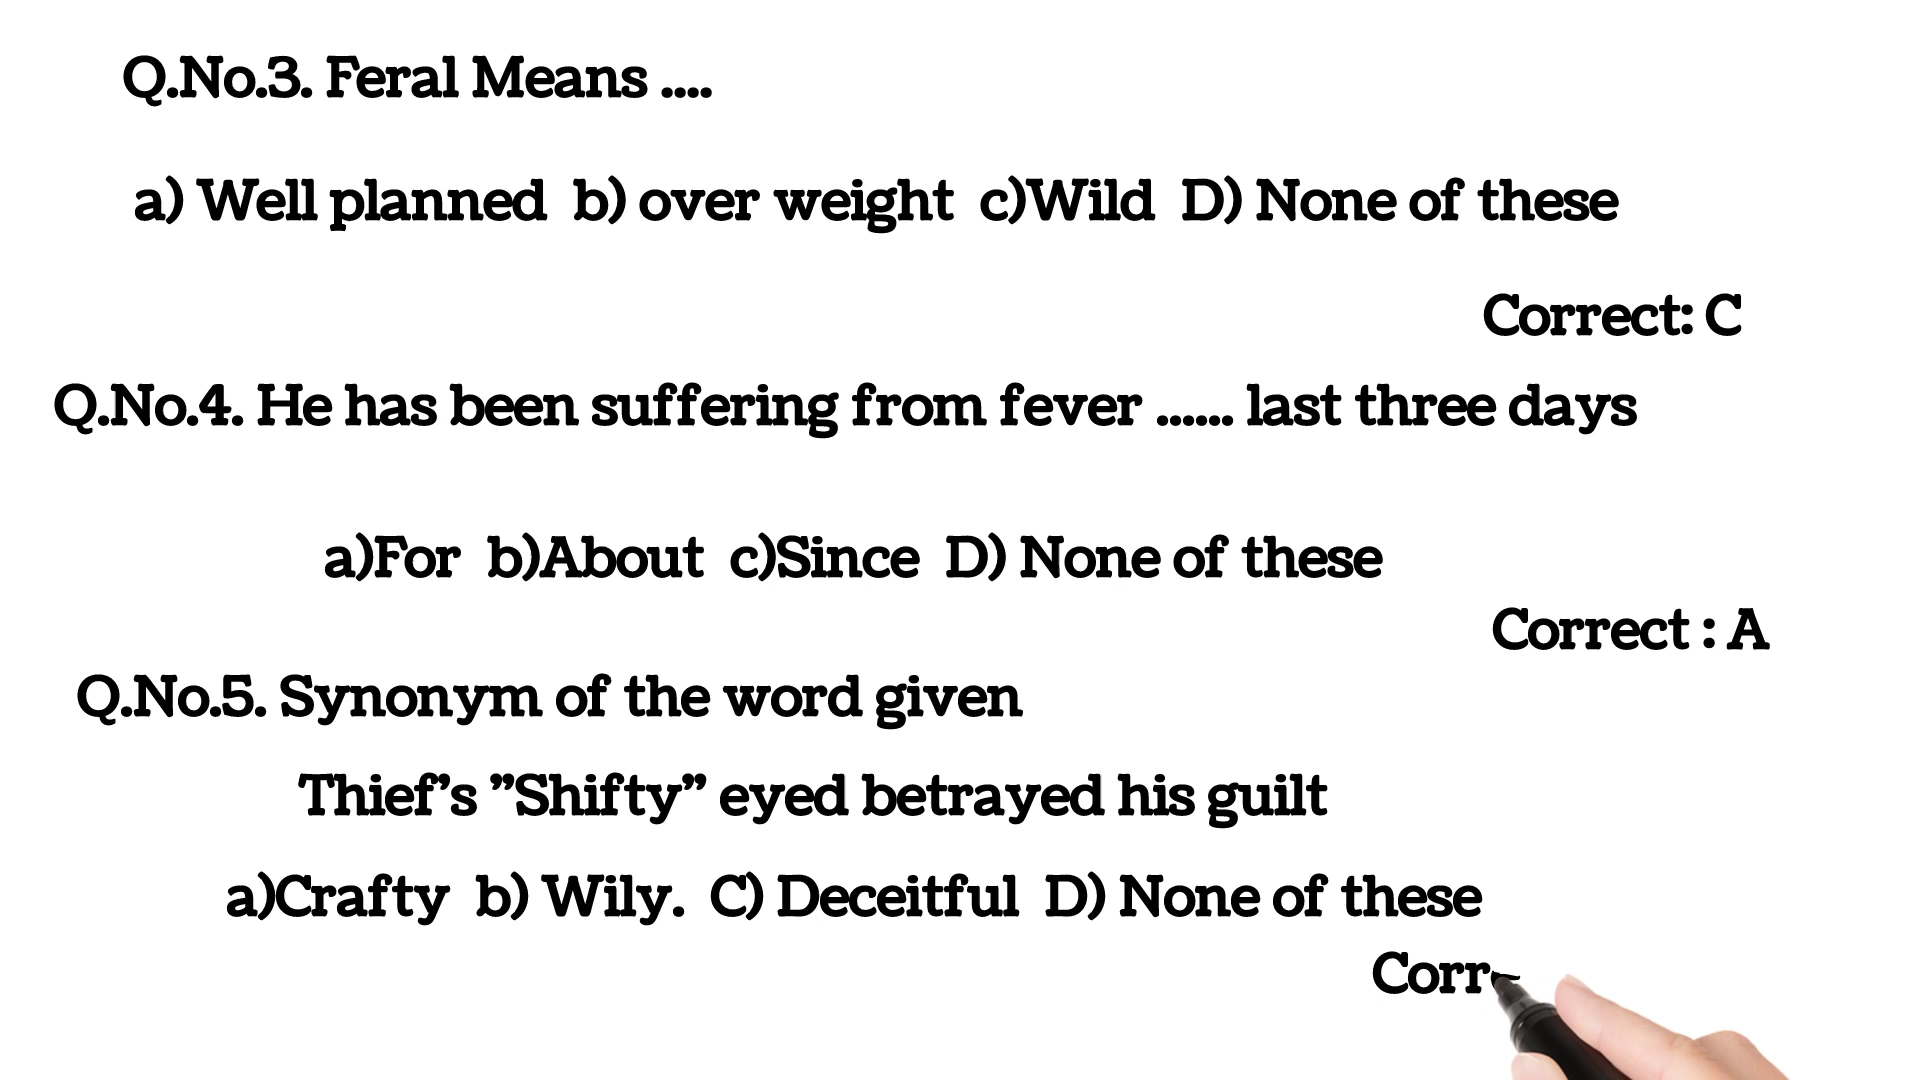 Q.No.3. Feral Means ....
a) Well planned b) over weight c)Wild D) None of these
Correct: C
Q.No.4. He has been suffering from fever ...... last three days
a)For b)About c)Since D) None of these
Correct : A
Q.No.5. Synonym of the word given
Thief's ”Shifty” eyed betrayed his guilt
a)Crafty b) Wily. C) Deceitful D) None of these
Corr